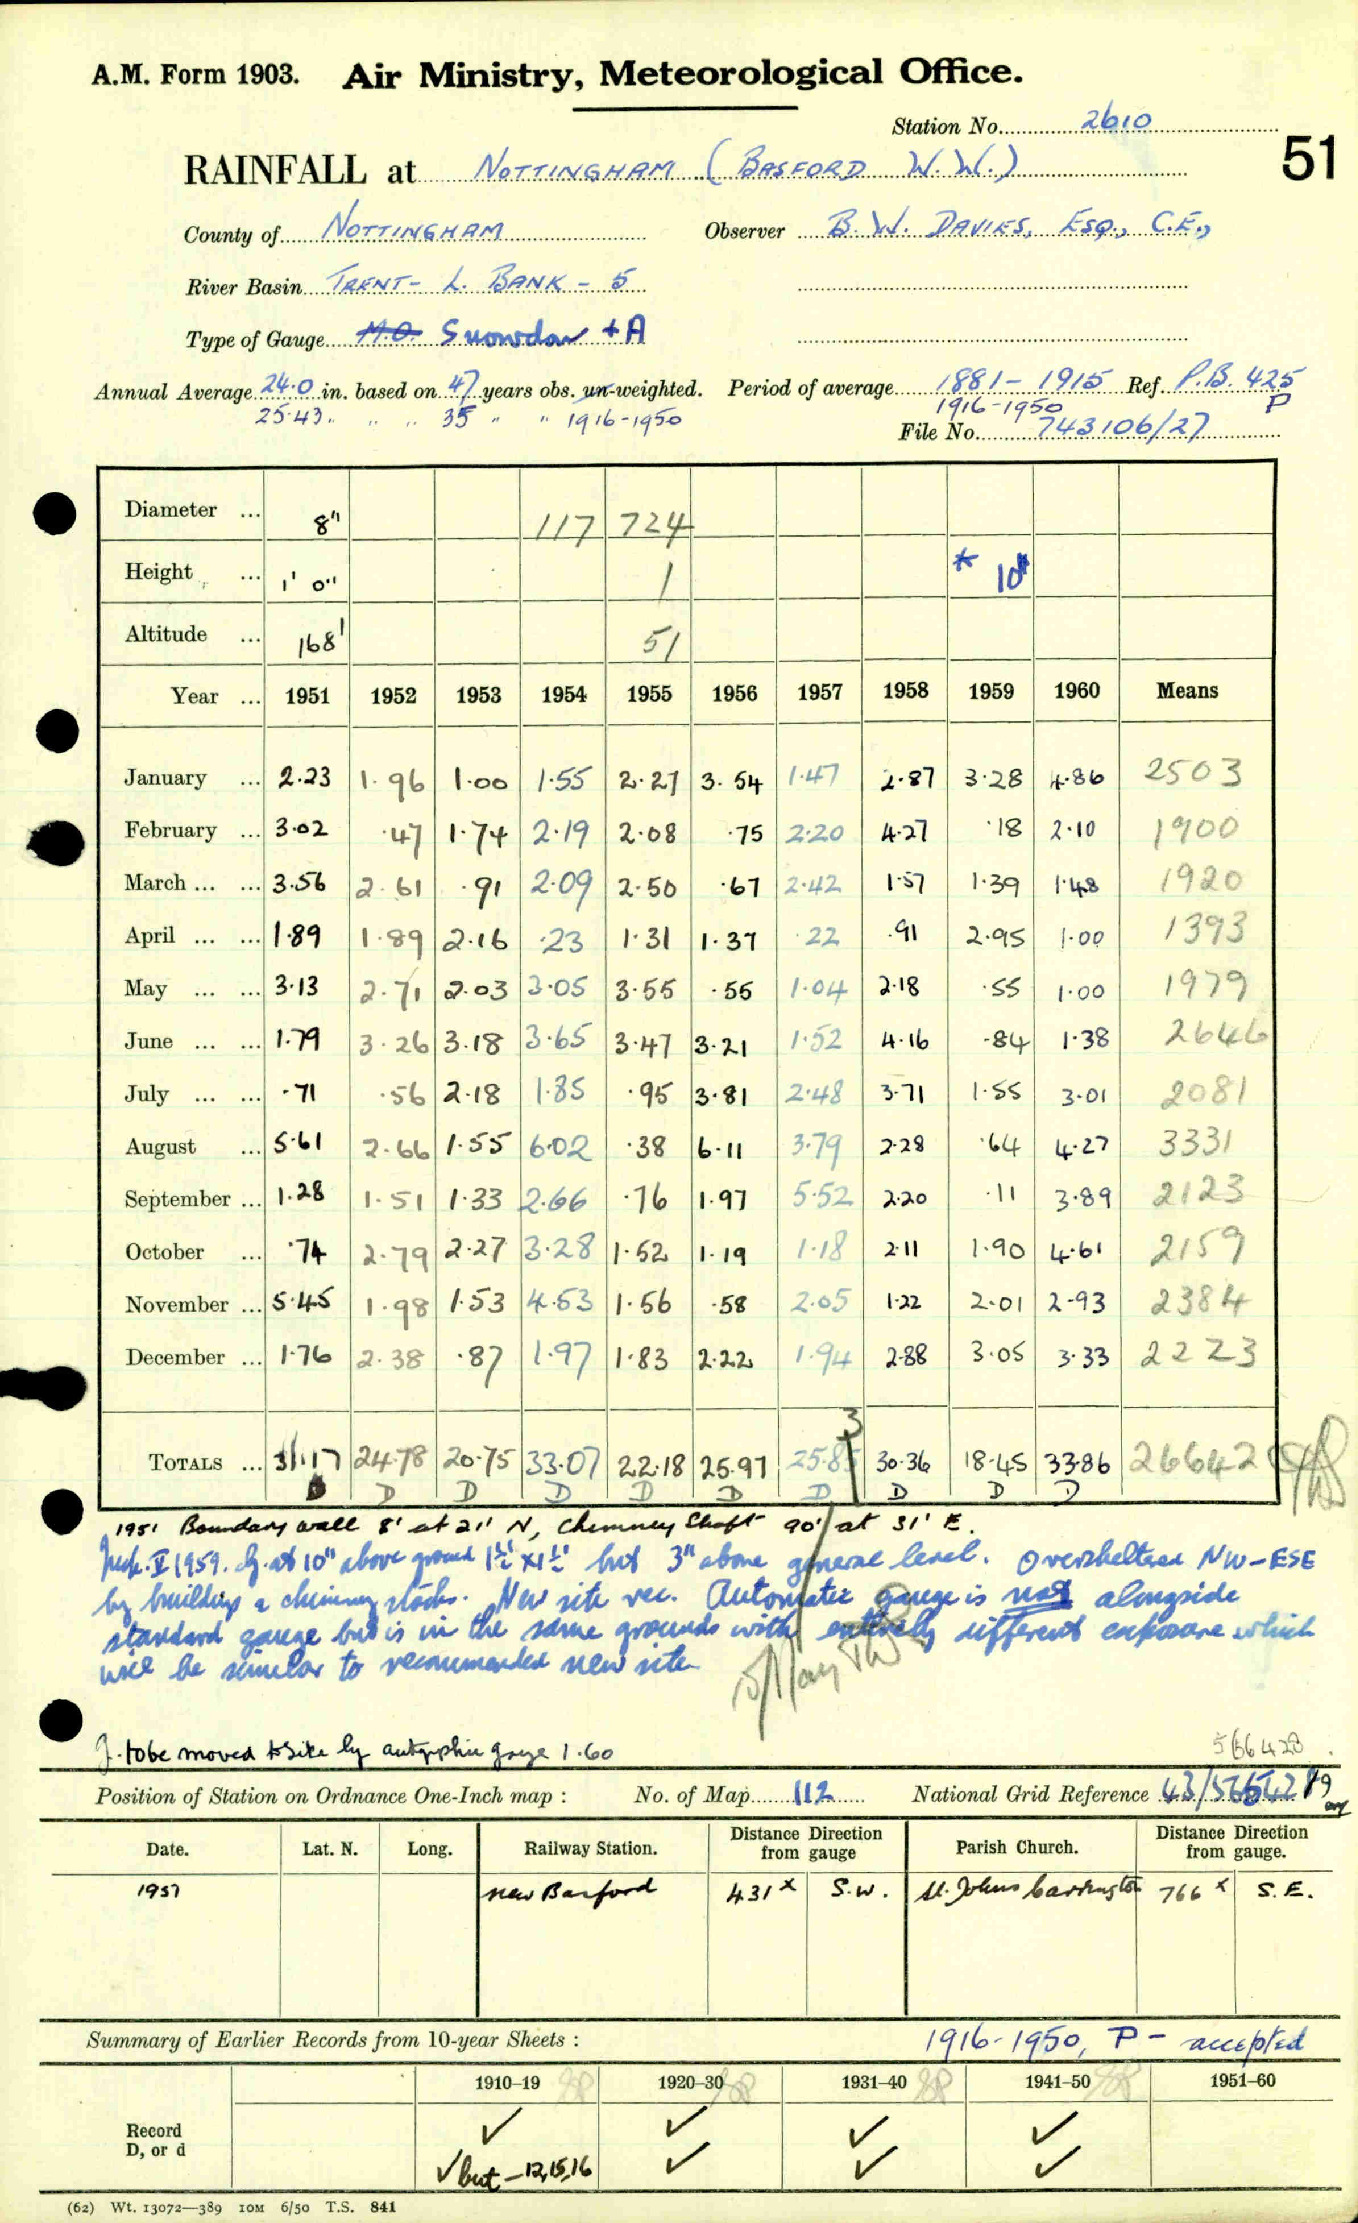 A.M. Form 1903. Air Ministry, Meteorological Office.
Station No. 2610
51
RAINFALL at NOTTINGHAM (BASFORD W.W.)
County of NOTTINGHAM Observer B. W. DAVIES, ESQ., C.E.,
River Basin TRENT - L. BANK - 5
Type of Gauge M.O. Snowdon + A
Annual Average 24.0 in. based on 47 years obs. un-weighted. Period of average 1881 - 1915 Ref. P.B. 425
25.43 " " " 35 " " 1916-1950 1916-1950 P
File No. 743106/27
Diameter ... 8" 117 724
Height ... 1' 0" 1 * 10"
Altitude ... 168' 51
Year ... 1951 1952 1953 1954 1955 1956 1957 1958 1959 1960 Means
January ... 2.23 1.96 1.00 1.55 2.27 3.54 1.47 2.87 3.28 4.86 2503
February ... 3.02 .47 1.74 2.19 2.08 .75 2.20 4.27 .18 2.10 1900
March ... ... 3.56 2.61 .91 2.09 2.50 .67 2.42 1.57 1.39 1.48 1920
April ... ... 1.89 1.89 2.16 .23 1.31 1.37 .22 .91 2.95 1.00 1393
May ... ... 3.13 2.71 2.03 3.05 3.55 .55 1.04 2.18 .55 1.00 1979
June ... ... 1.79 3.26 3.18 3.65 3.47 3.21 1.52 4.16 .84 1.38 2646
July ... ... .71 .56 2.18 1.85 .95 3.81 2.48 3.71 1.55 3.01 2081
August ... 5.61 2.66 1.55 6.02 .38 6.11 3.79 2.28 .64 4.27 3331
September ... 1.28 1.51 1.33 2.66 .76 1.97 5.52 2.20 .11 3.89 2123
October ... .74 2.79 2.27 3.28 1.52 1.19 1.18 2.11 1.90 4.61 2159
November ... 5.45 1.98 1.53 4.53 1.56 .58 2.05 1.22 2.01 2.93 2384
December ... 1.76 2.38 .87 1.97 1.83 2.22 1.94 2.88 3.05 3.33 2223
3
TOTALS ... 31.17 24.78 20.75 33.07 22.18 25.97 25.83 30.36 18.45 33.86 26642
D D D D D D D D D D
1951 Boundary wall 8' at 21' N, Chimney Shaft 90' at 31' E.
Insp. II 1959. g. at 10" above ground 1½' x 1½' but 3" above general level. Oversheltered NW-ESE
by buildings & chimney stacks. New site rec. Automatic gauge is not alongside
standard gauge but is in the same grounds with entirely different exposure which
will be similar to recommended new site
g. to be moved to site by autographic gauge 1.60
566428
Position of Station on Ordnance One-Inch map : No. of Map 112 National Grid Reference 43/
Date. Lat. N. Long. Railway Station. Distance from gauge Direction Parish Church. Distance from gauge. Direction
1951 New Basford 431 x S.W. St. Johns Carrington 766 x S.E.
Summary of Earlier Records from 10-year Sheets : 1916-1950, P - accepted
1910–19 1920–30 1931–40 1941–50 1951–60
Record ✓ ✓ ✓ ✓
D, or d ✓ but - 12,15,16 ✓ ✓ ✓
(62) Wt. 13072—389 10M 6/50 T.S. 841